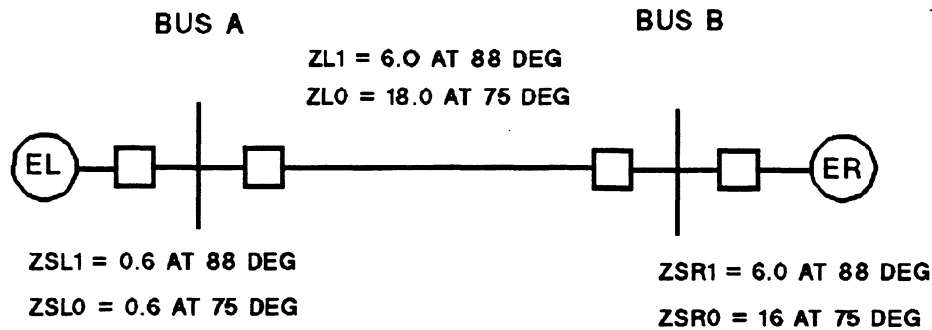 BUS A
BUS B
ZL1 = 6.0 AT 88 DEG
ZL0 = 18.0 AT 75 DEG
EL
ER
ZSL1 = 0.6 AT 88 DEG
ZSL0 = 0.6 AT 75 DEG
ZSR1 = 6.0 AT 88 DEG
ZSR0 = 16 AT 75 DEG